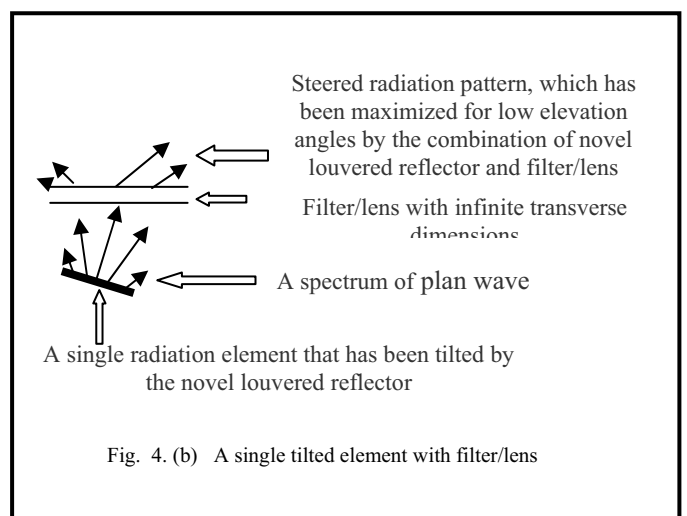 Steered radiation pattern, which has
been maximized for low elevation
angles by the combination of novel
louvered reflector and filter/lens
Filter/lens with infinite transverse
dimensions
A spectrum of plan wave
A single radiation element that has been tilted by
the novel louvered reflector
Fig. 4. (b) A single tilted element with filter/lens